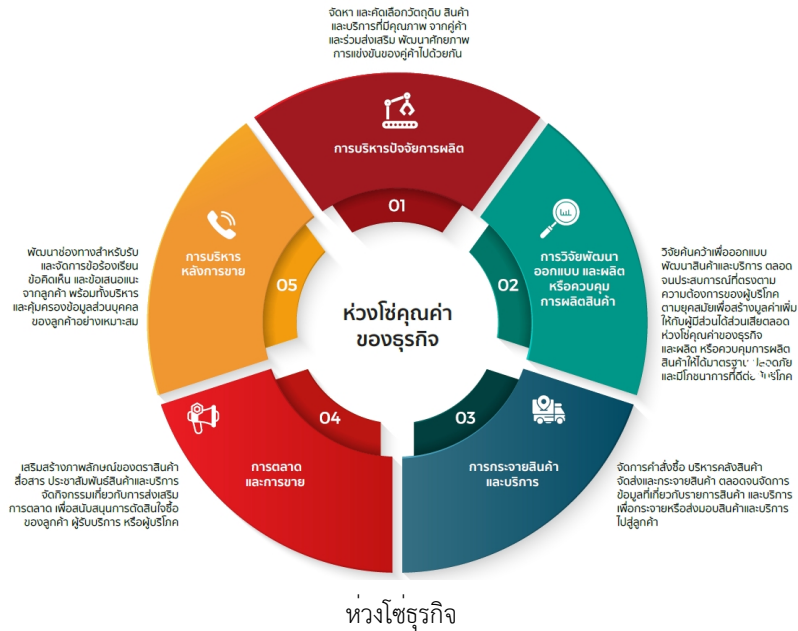 จัดหา และคัดเลือกวัตถุดิบ สินค้า
และบริการที่มีคุณภาพ จากคู่ค้า
และร่วมส่งเสริม พัฒนาศักยภาพ
การแข่งขันของคู่ค้าไปด้วยกัน
การบริหารปัจจัยการผลิต
01
การวิจัยพัฒนา
ออกแบบ และผลิต
หรือควบคุม
การผลิตสินค้า
02
วิจัยค้นคว้าเพื่อออกแบบ
พัฒนาสินค้าและบริการ ตลอด
จนประสบการณ์ที่ตรงตาม
ความต้องการของผู้บริโภค
ตามยุคสมัยเพื่อสร้างมูลค่าเพิ่ม
ให้กับผู้มีส่วนได้ส่วนเสียตลอด
ห่วงโซ่คุณค่าของธุรกิจ
และผลิต หรือควบคุมการผลิต
สินค้าให้ได้มาตรฐาน ปลอดภัย
และมีโภชนาการที่ดีต่อ
03
การกระจายสินค้า
และบริการ
จัดการคำสั่งซื้อ บริหารคลังสินค้า
จัดส่งและกระจายสินค้า ตลอดจนจัดการ
ข้อมูลที่เกี่ยวกับรายการสินค้า และบริการ
เพื่อกระจายหรือส่งมอบสินค้าและบริการ
ไปสู่ลูกค้า
04
การตลาด
และการขาย
เสริมสร้างภาพลักษณ์ของตราสินค้า
สื่อสาร ประชาสัมพันธ์สินค้าและบริการ
จัดกิจกรรมเกี่ยวกับการส่งเสริม
การตลาด เพื่อสนับสนุนการตัดสินใจซื้อ
ของลูกค้า ผู้รับบริการ หรือผู้บริโภค
05
การบริหาร
หลังการขาย
พัฒนาช่องทางสำหรับรับ
และจัดการข้อร้องเรียน
ข้อคิดเห็น และข้อเสนอแนะ
จากลูกค้า พร้อมทั้งบริหาร
และคุ้มครองข้อมูลส่วนบุคคล
ของลูกค้าอย่างเหมาะสม
ห่วงโซ่คุณค่า
ของธุรกิจ
ห่วงโซ่ธุรกิจ